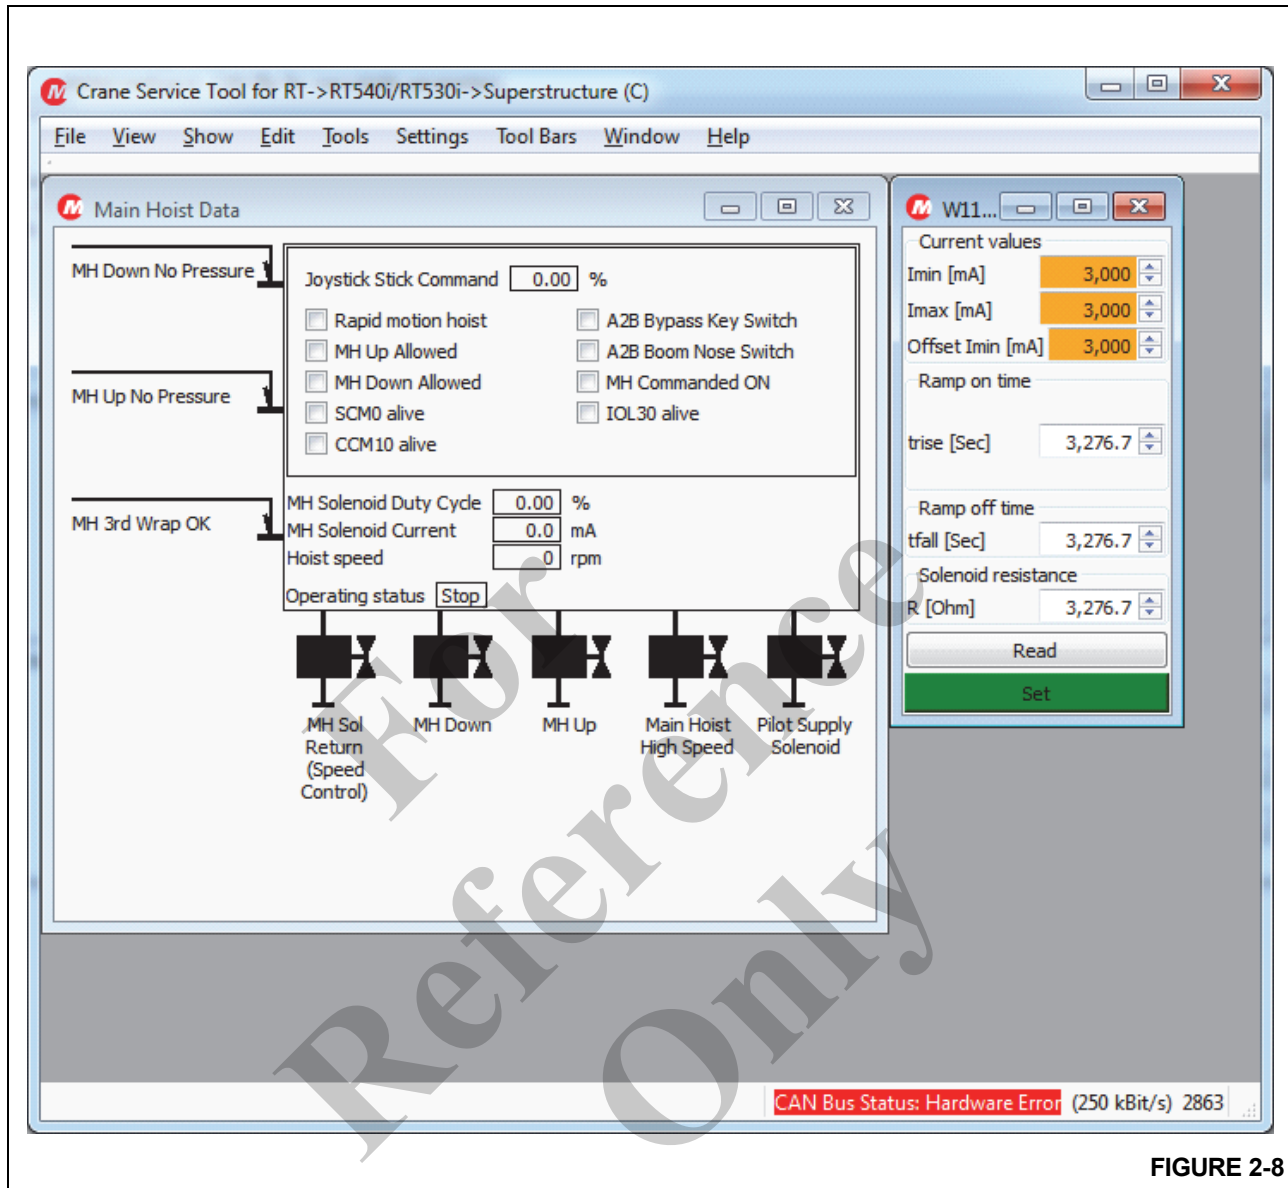 Crane Service Tool for RT->RT540i/RT530i->Superstructure (C)
File View Show Edit Tools Settings Tool Bars Window Help
Main Hoist Data
MH Down No Pressure
MH Up No Pressure
MH 3rd Wrap OK
Joystick Stick Command 0.00 %
Rapid motion hoist
A2B Bypass Key Switch
MH Up Allowed
A2B Boom Nose Switch
MH Down Allowed
MH Commanded ON
SCM0 alive
IOL30 alive
CCM10 alive
MH Solenoid Duty Cycle 0.00 %
MH Solenoid Current 0.0 mA
Hoist speed 0 rpm
Operating status Stop
MH Sol
Return
(Speed
Control)
MH Down
MH Up
Main Hoist
High Speed
Pilot Supply
Solenoid
W11...
Current values
Imin [mA] 3,000
Imax [mA] 3,000
Offset Imin [mA] 3,000
Ramp on time
trise [Sec] 3,276.7
Ramp off time
tfall [Sec] 3,276.7
Solenoid resistance
R [Ohm] 3,276.7
Read
Set
CAN Bus Status: Hardware Error (250 kBit/s) 2863
For
Reference
Only
FIGURE 2-8